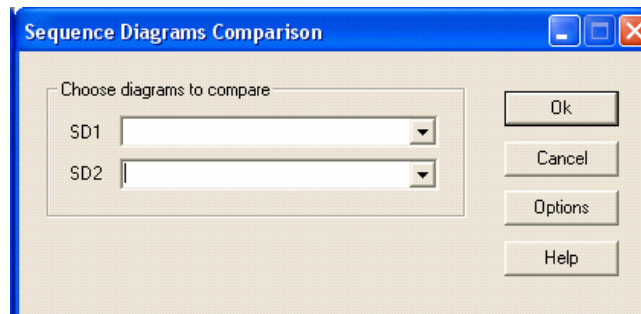 Sequence Diagrams Comparison
Choose diagrams to compare
SD1
SD2
Ok
Cancel
Options
Help